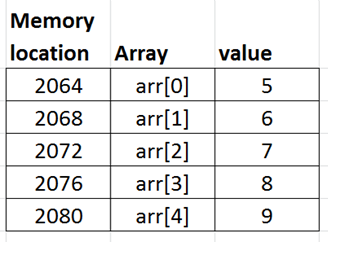 Memory
location Array value
2064 arr[0] 5
2068 arr[1] 6
2072 arr[2] 7
2076 arr[3] 8
2080 arr[4] 9